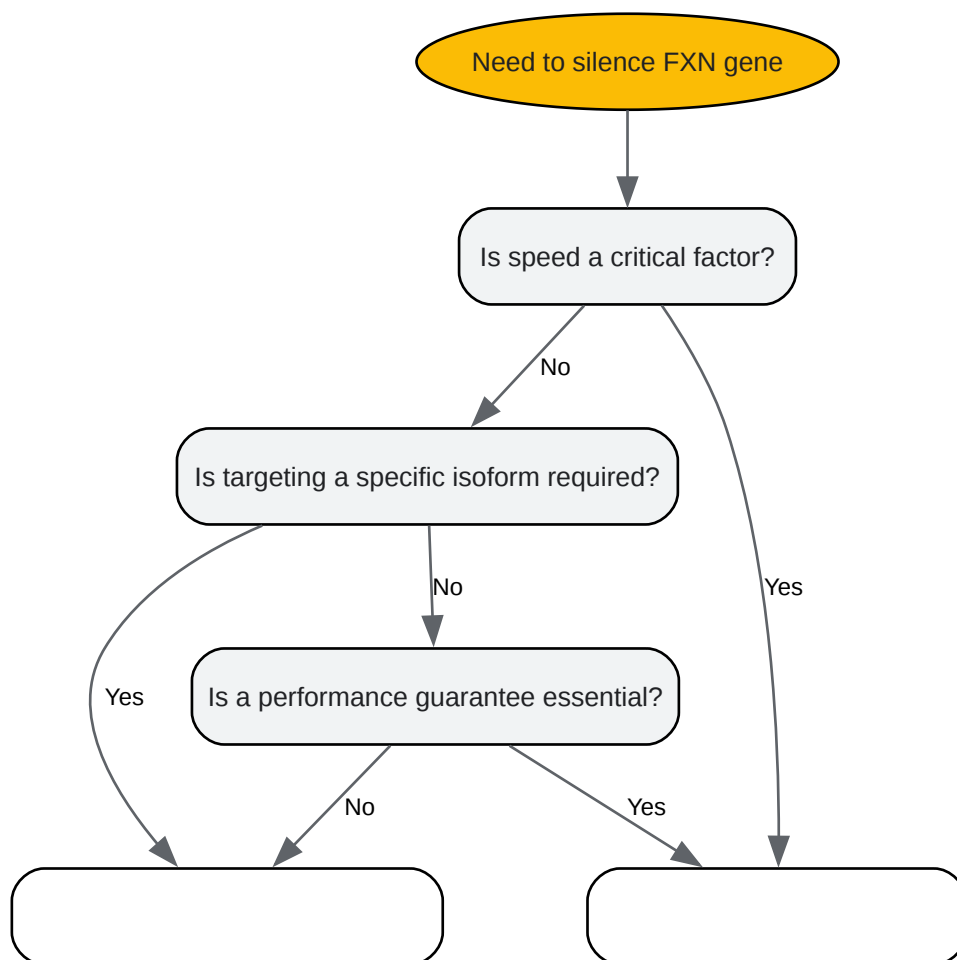 Need to silence FXN gene
Is speed a critical factor?
No
Is targeting a specific isoform required?
No
Yes
Is a performance guarantee essential?
Yes
No
Yes